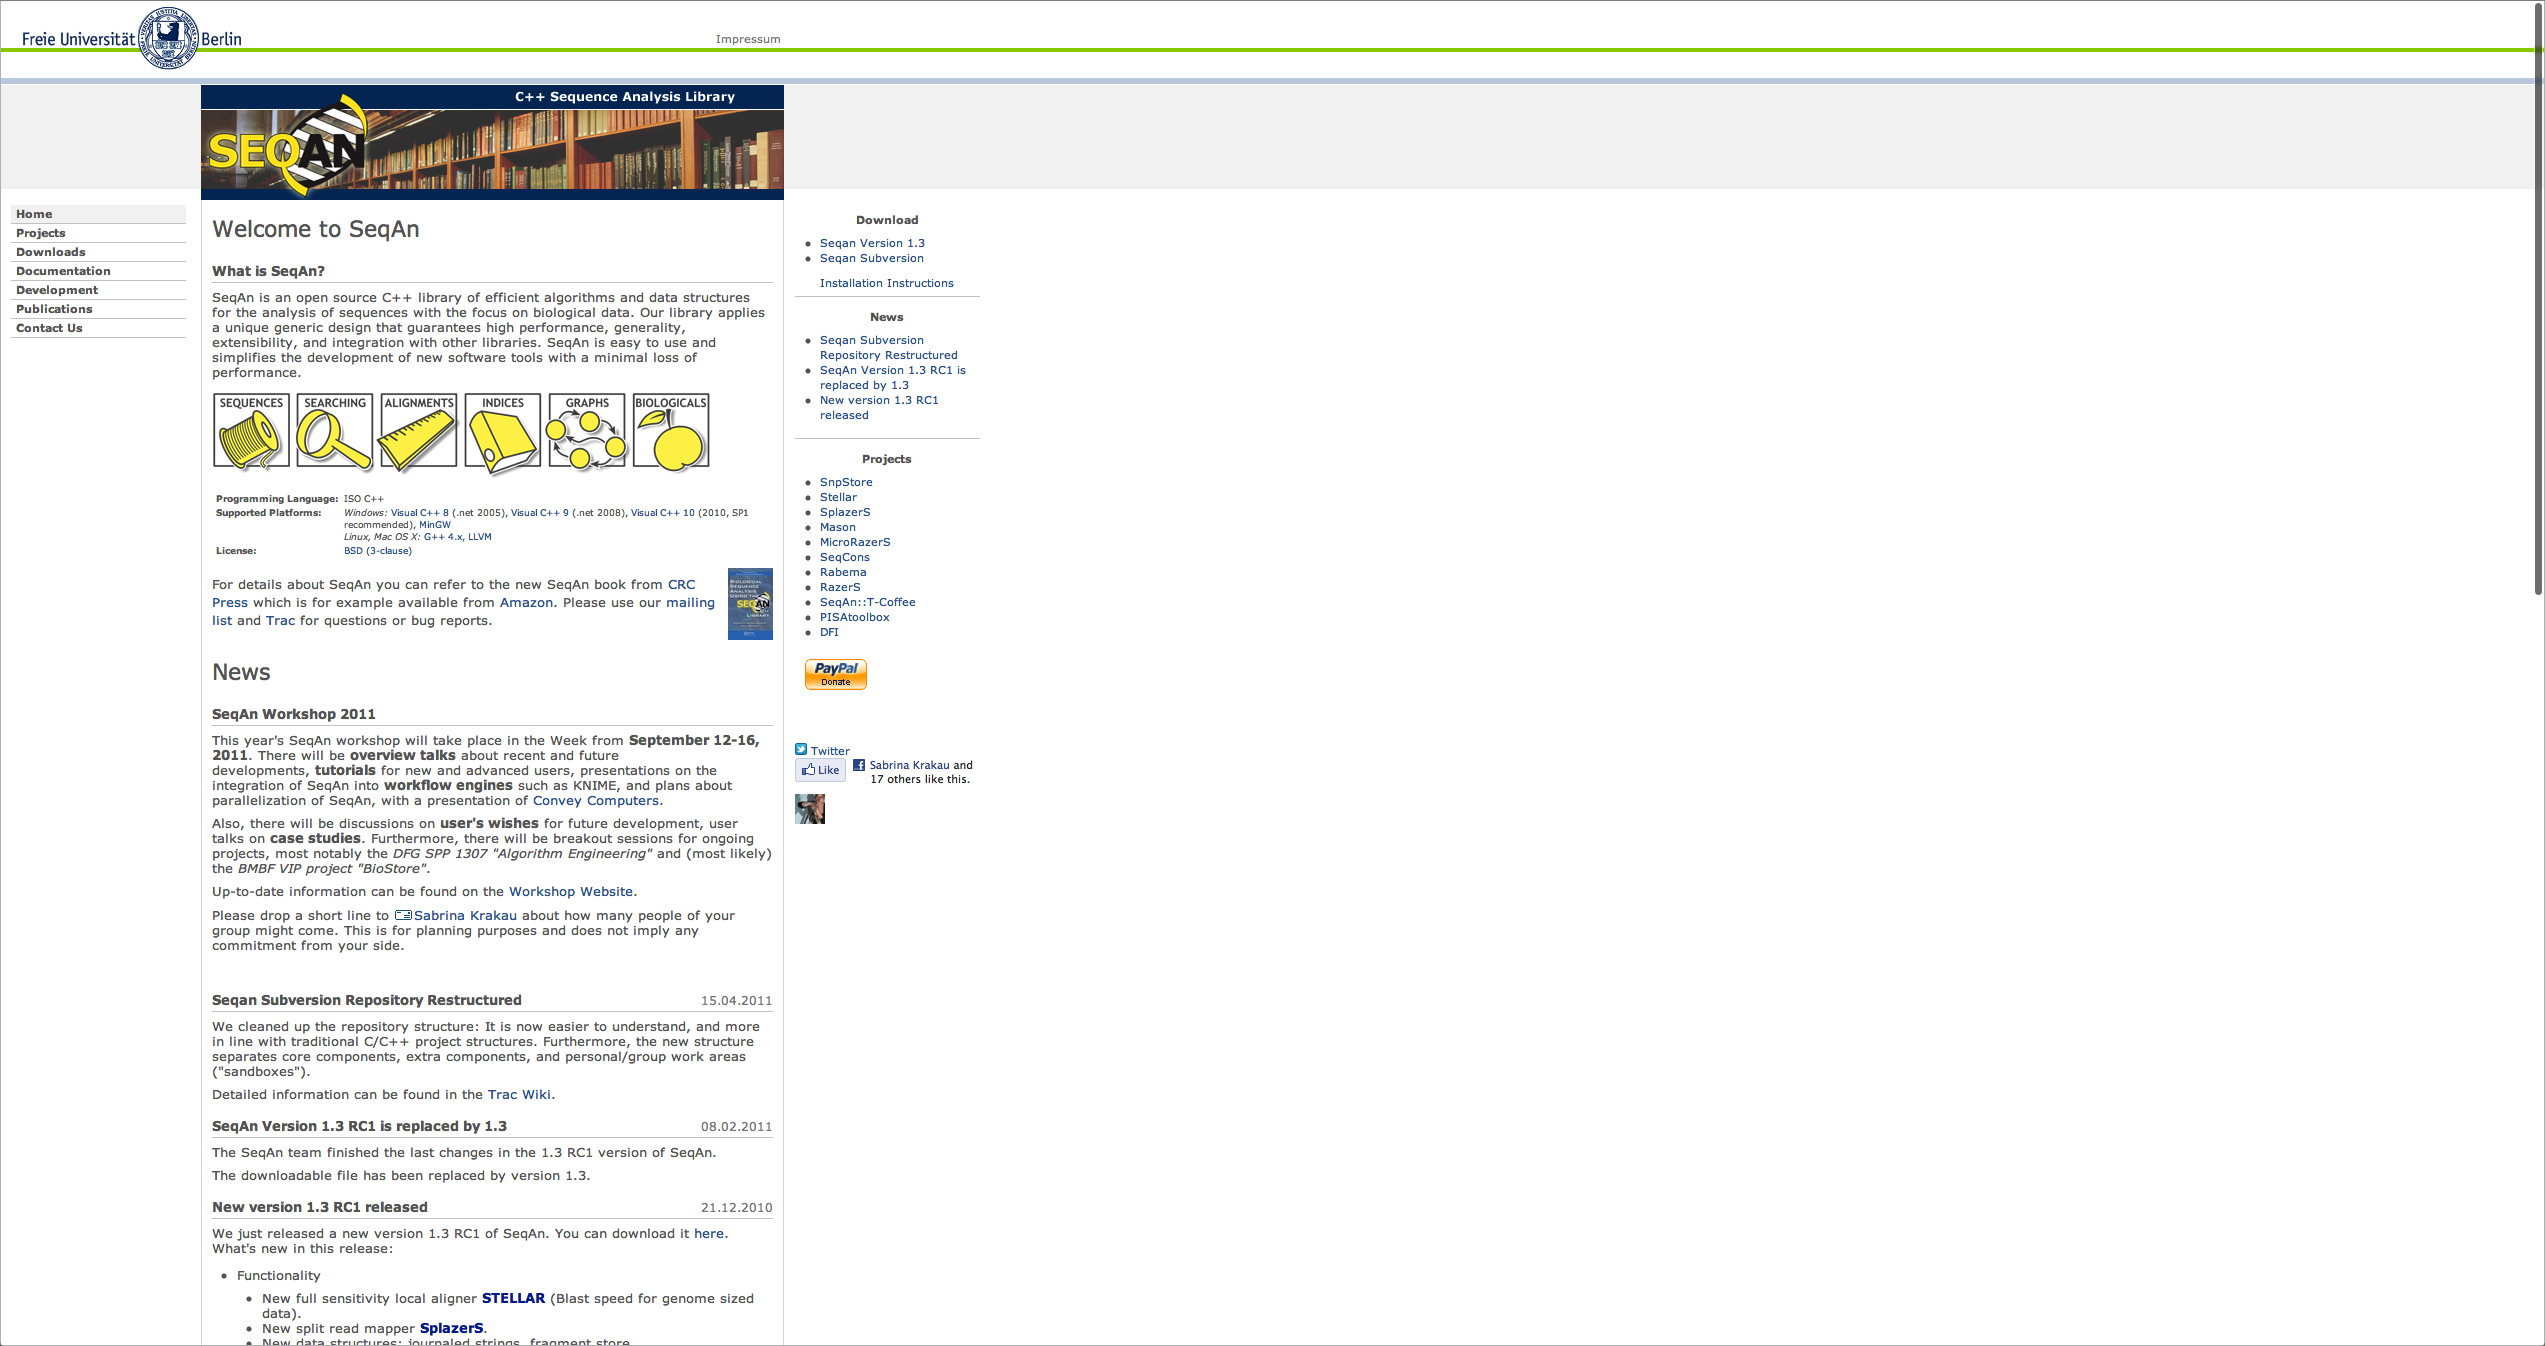 Freie Universität Berlin
Impressum
C++ Sequence Analysis Library
SEQAN
Home
Projects
Downloads
Documentation
Development
Publications
Contact Us
Welcome to SeqAn
What is SeqAn?
SeqAn is an open source C++ library of efficient algorithms and data structures
for the analysis of sequences with the focus on biological data. Our library applies
a unique generic design that guarantees high performance, generality,
extensibility, and integration with other libraries. SeqAn is easy to use and
simplifies the development of new software tools with a minimal loss of
performance.
SEQUENCES SEARCHING ALIGNMENTS INDICES GRAPHS BIOLOGICALS
Programming Language: ISO C++
Supported Platforms: Windows: Visual C++ 8 (.net 2005), Visual C++ 9 (.net 2008), Visual C++ 10 (2010, SP1
recommended), MinGW
Linux, Mac OS X: G++ 4.x, LLVM
License: BSD (3-clause)
For details about SeqAn you can refer to the new SeqAn book from CRC
Press which is for example available from Amazon. Please use our mailing
list and Trac for questions or bug reports.
BIOLOGICAL
SEQUENCE
ANALYSIS
USING THE
SEQAN
LIBRARY
News
SeqAn Workshop 2011
This year's SeqAn workshop will take place in the Week from September 12-16,
2011. There will be overview talks about recent and future
developments, tutorials for new and advanced users, presentations on the
integration of SeqAn into workflow engines such as KNIME, and plans about
parallelization of SeqAn, with a presentation of Convey Computers.
Also, there will be discussions on user's wishes for future development, user
talks on case studies. Furthermore, there will be breakout sessions for ongoing
projects, most notably the DFG SPP 1307 "Algorithm Engineering" and (most likely)
the BMBF VIP project "BioStore".
Up-to-date information can be found on the Workshop Website.
Please drop a short line to Sabrina Krakau about how many people of your
group might come. This is for planning purposes and does not imply any
commitment from your side.
Seqan Subversion Repository Restructured 15.04.2011
We cleaned up the repository structure: It is now easier to understand, and more
in line with traditional C/C++ project structures. Furthermore, the new structure
separates core components, extra components, and personal/group work areas
("sandboxes").
Detailed information can be found in the Trac Wiki.
SeqAn Version 1.3 RC1 is replaced by 1.3 08.02.2011
The SeqAn team finished the last changes in the 1.3 RC1 version of SeqAn.
The downloadable file has been replaced by version 1.3.
New version 1.3 RC1 released 21.12.2010
We just released a new version 1.3 RC1 of SeqAn. You can download it here.
What's new in this release:
Functionality
New full sensitivity local aligner STELLAR (Blast speed for genome sized
data).
New split read mapper SplazerS.
New data structures: journaled strings, fragment store
Download
Seqan Version 1.3
Seqan Subversion
Installation Instructions
News
Seqan Subversion
Repository Restructured
SeqAn Version 1.3 RC1 is
replaced by 1.3
New version 1.3 RC1
released
Projects
SnpStore
Stellar
SplazerS
Mason
MicroRazerS
SeqCons
Rabema
RazerS
SeqAn::T-Coffee
PISAtoolbox
DFI
PayPal
Donate
Twitter
Like
Sabrina Krakau and
17 others like this.